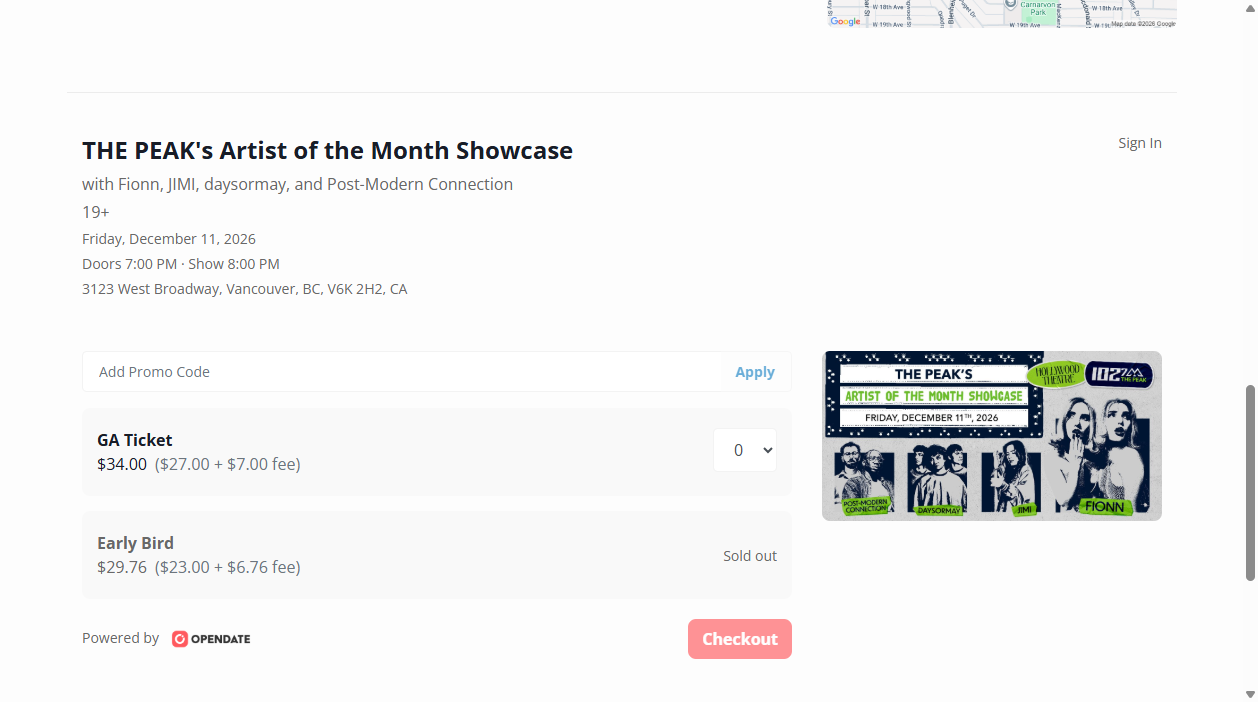 W 18th Ave
W 19th Ave
Carnarvon
Park
W 18th Ave
W 19th Ave
Google
Map data ©2026 Google
THE PEAK's Artist of the Month Showcase
Sign In
with Fionn, JIMI, daysormay, and Post-Modern Connection
19+
Friday, December 11, 2026
Doors 7:00 PM · Show 8:00 PM
3123 West Broadway, Vancouver, BC, V6K 2H2, CA
Add Promo Code
Apply
GA Ticket
$34.00 ($27.00 + $7.00 fee)
0
Early Bird
$29.76 ($23.00 + $6.76 fee)
Sold out
Powered by
OPENDATE
Checkout
THE PEAK'S
ARTIST OF THE MONTH SHOWCASE
FRIDAY, DECEMBER 11TH, 2026
HOLLYWOOD
THEATRE
102.7
THE PEAK
POST-MODERN
CONNECTION
DAYSORMAY
JIMI
FIONN